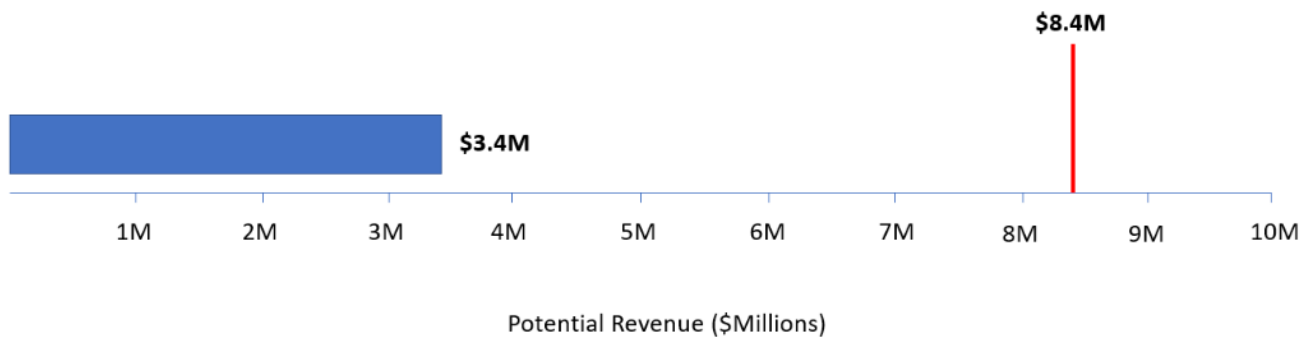 $8.4M
$3.4M
1M 2M 3M 4M 5M 6M 7M 8M 9M 10M
Potential Revenue ($Millions)